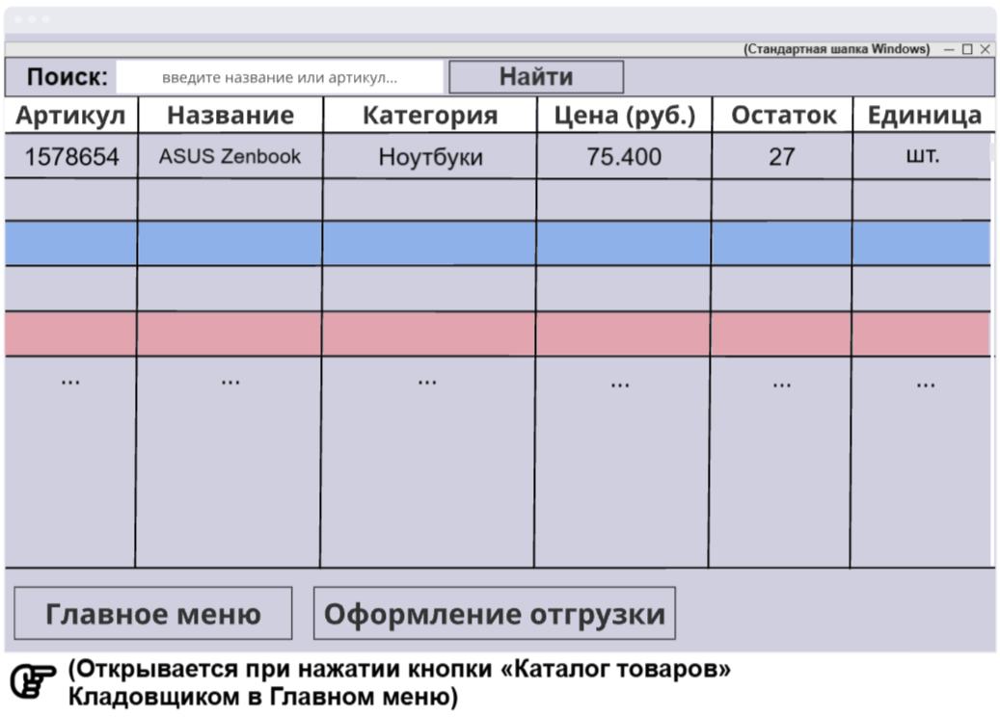 (Стандартная шапка Windows)
Поиск: введите название или артикул... Найти
Артикул Название Категория Цена (руб.) Остаток Единица
1578654 ASUS Zenbook Ноутбуки 75.400 27 шт.
... ... ... ... ... ...
Главное меню Оформление отгрузки
(Открывается при нажатии кнопки «Каталог товаров»
Кладовщиком в Главном меню)